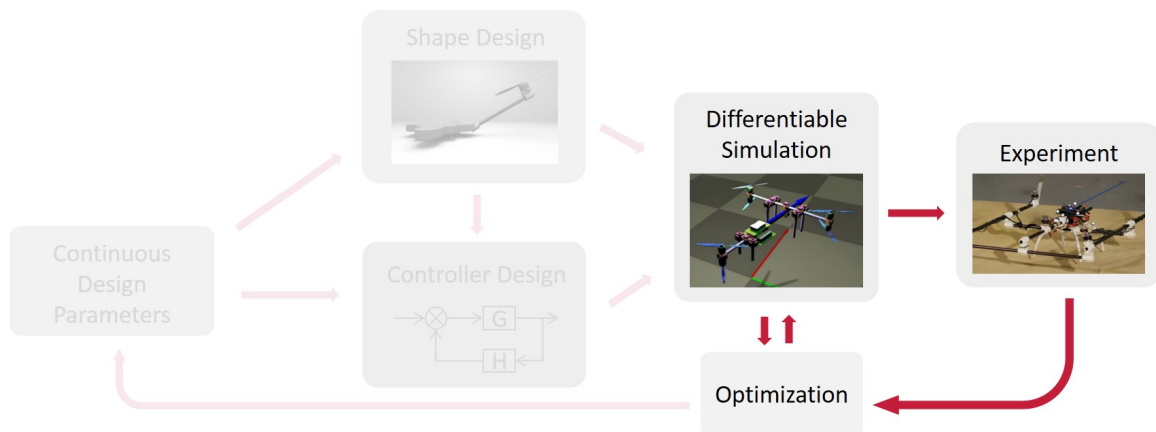 Shape Design
Differentiable
Simulation
Experiment
Continuous
Design
Parameters
Controller Design
G
H
Optimization